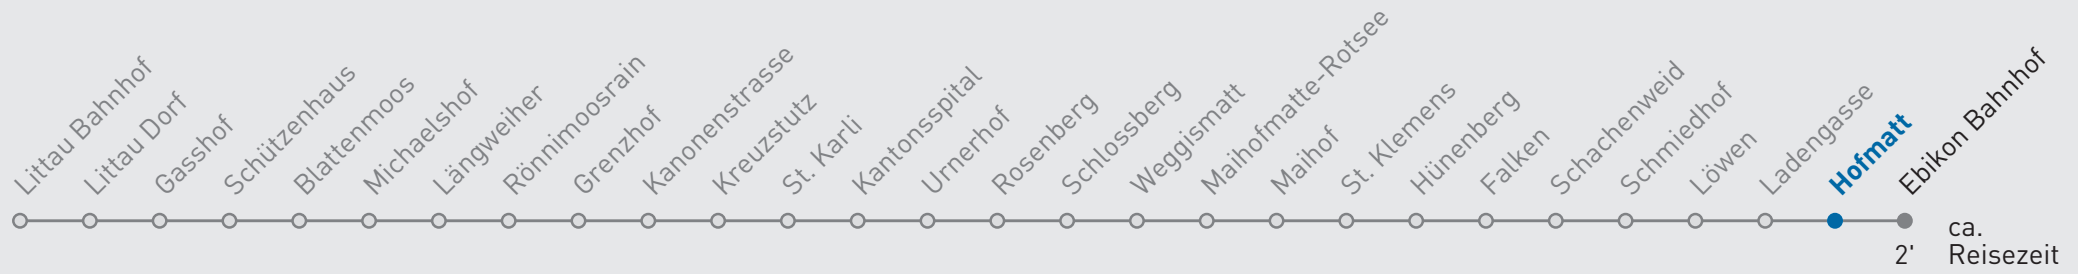 Littau Bahnhof
Littau Dorf
Gasshof
Schützenhaus
Blattenmoos
Michaelshof
Längweiher
Rönnimoosrain
Grenzhof
Kanonenstrasse
Kreuzstutz
St. Karli
Kantonsspital
Urnerhof
Rosenberg
Schlossberg
Weggismatt
Maihofmatte-Rotsee
Maihof
St. Klemens
Hünenberg
Falken
Schachenweid
Schmiedhof
Löwen
Ladengasse
Hofmatt
Ebikon Bahnhof
ca.
2' Reisezeit